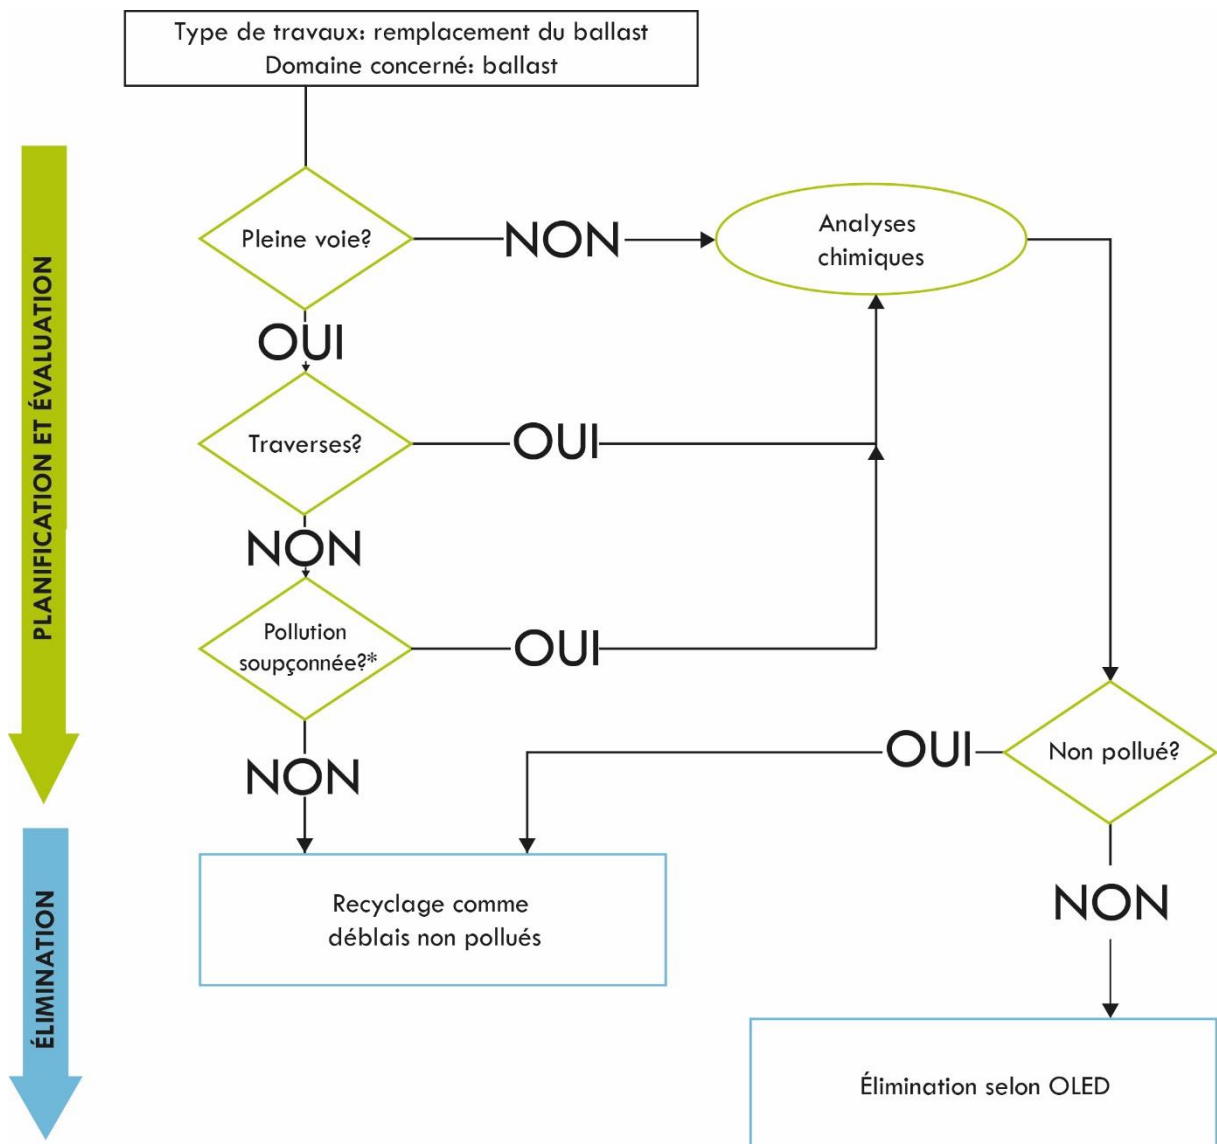 Type de travaux: remplacement du ballast
Domaine concerné: ballast
PLANIFICATION ET ÉVALUATION
Pleine voie?
NON
Analyses
chimiques
OUI
Traverses?
OUI
NON
Pollution
soupçonnée?*
OUI
NON
OUI
Non pollué?
Recyclage comme
déblais non pollués
NON
ÉLIMINATION
Élimination selon OLED